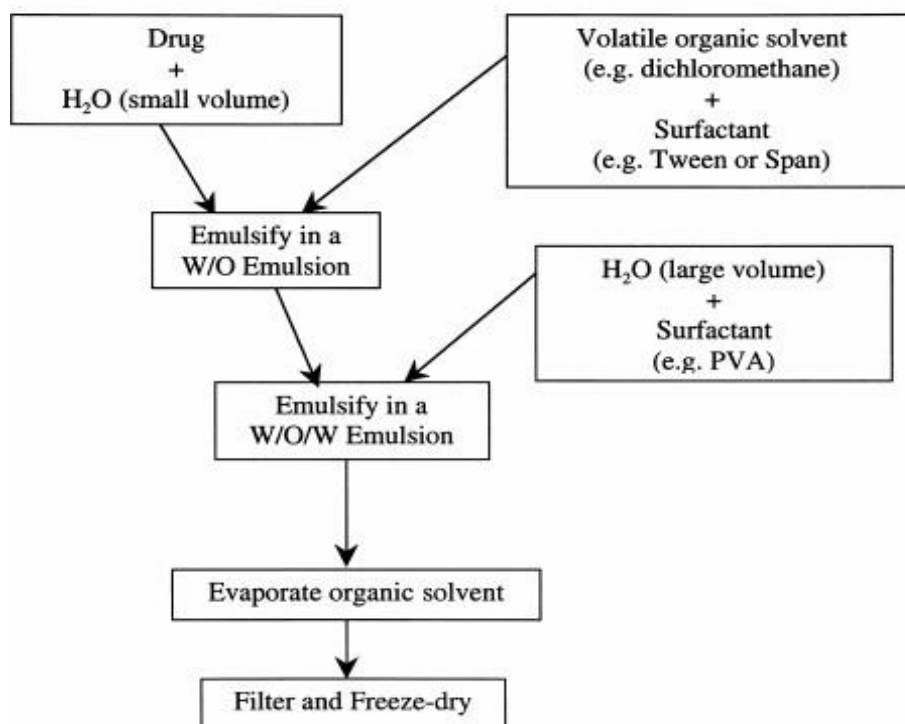 Drug
+
H₂O (small volume)
Volatile organic solvent
(e.g. dichloromethane)
+
Surfactant
(e.g. Tween or Span)
Emulsify in a
W/O Emulsion
H₂O (large volume)
+
Surfactant
(e.g. PVA)
Emulsify in a
W/O/W Emulsion
Evaporate organic solvent
Filter and Freeze-dry